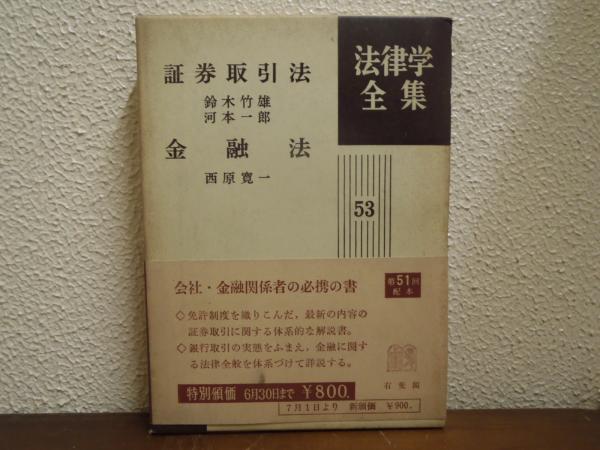 法律学
全集
証券取引法
鈴木竹雄
河本一郎
金融法
西原寛一
53
会社・金融関係者の必携の書
◇免許制度を織りこんだ、最新の内容の
証券取引に関する体系的な解説書。
◇銀行取引の実態をふまえ、金融に関す
る法律全般を体系づけて詳説する。
第51回
配本
有斐閣
特別頒価 6月30日まで ¥800.
7月1日より 新頒価 ¥900.